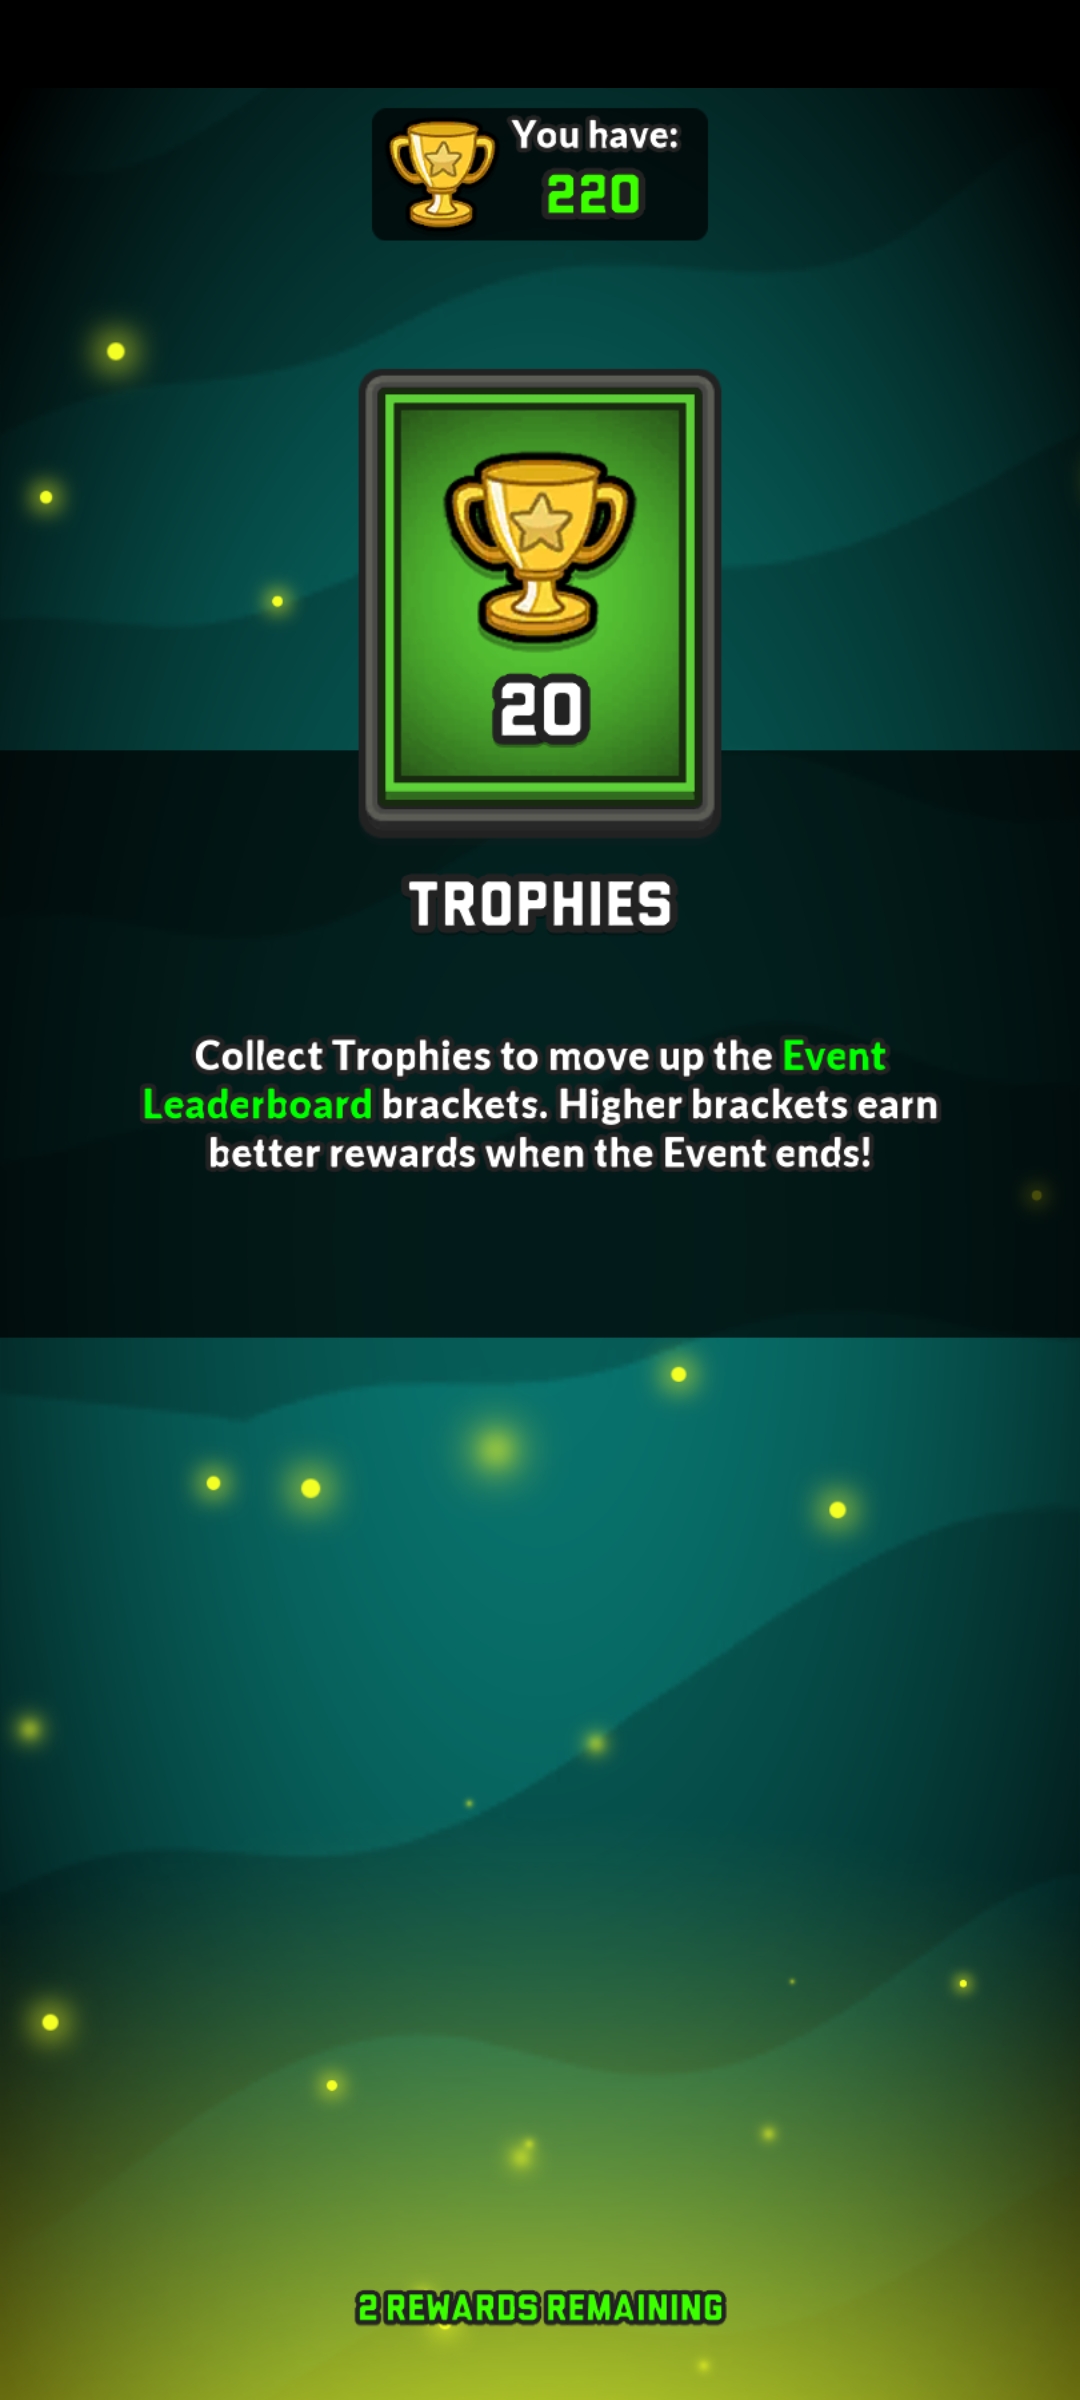 You have:
220
20
TROPHIES
Collect Trophies to move up the Event
Leaderboard brackets. Higher brackets earn
better rewards when the Event ends!
2 REWARDS REMAINING